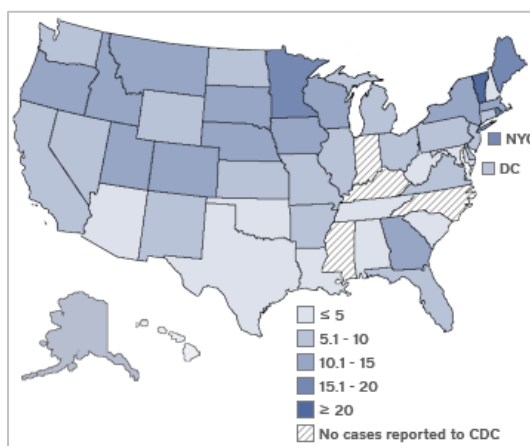 NYC
DC
≤ 5
5.1 - 10
10.1 - 15
15.1 - 20
≥ 20
No cases reported to CDC